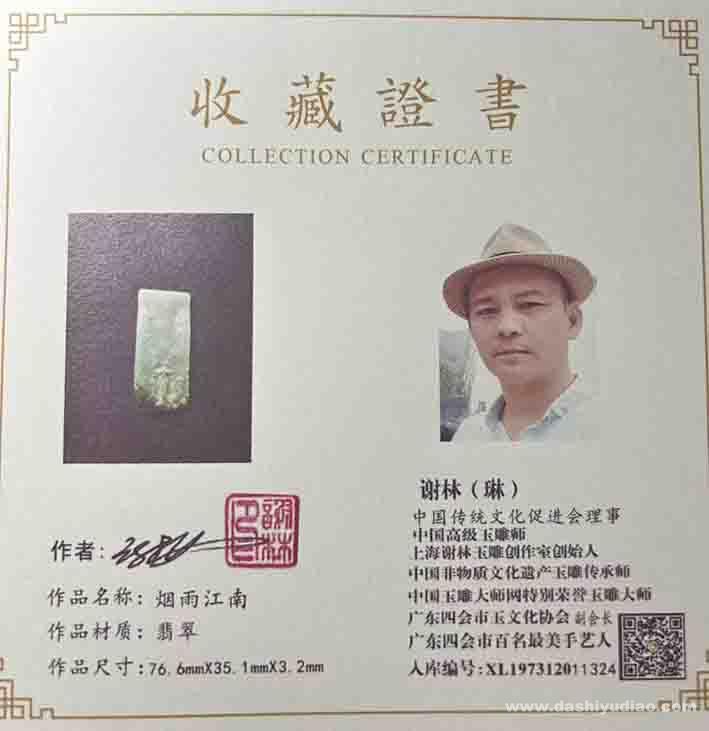 收藏證書
COLLECTION CERTIFICATE
作者:
謝林
作品名称: 烟雨江南
作品材质: 翡翠
作品尺寸:76.6mmX35.1mmX3.2mm
谢林（琳）
中国传统文化促进会理事
中国高级玉雕师
上海谢林玉雕创作室创始人
中国非物质文化遗产玉雕传承师
中国玉雕大师网特别荣誉玉雕大师
广东四会市玉文化协会 副会长
广东四会市百名最美手艺人
入库编号:XL197312011324
www.dashiyudiao.com